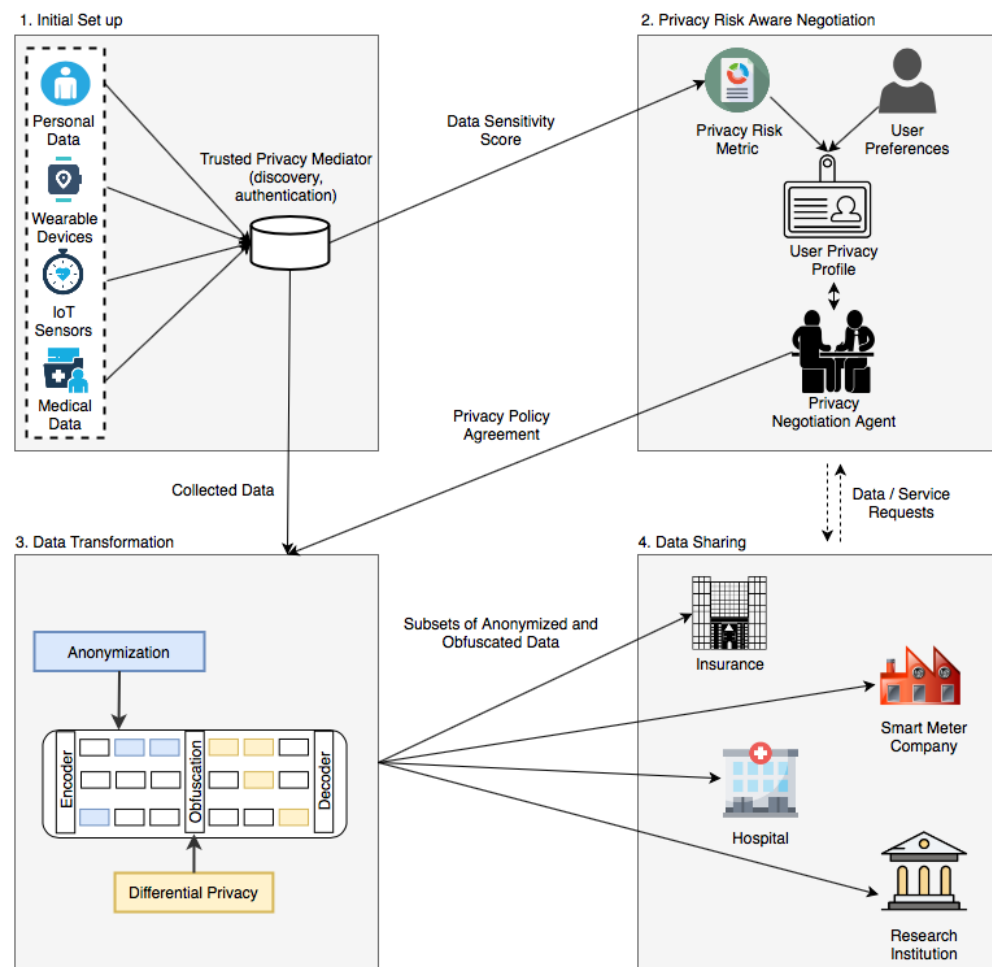 1. Initial Set up
Personal
Data
Wearable
Devices
IoT
Sensors
Medical
Data
Trusted Privacy Mediator
(discovery,
authentication)
Data Sensitivity
Score
2. Privacy Risk Aware Negotiation
Privacy Risk
Metric
User
Preferences
User Privacy
Profile
Privacy
Negotiation Agent
Privacy Policy
Agreement
Collected Data
Data / Service
Requests
3. Data Transformation
Anonymization
Encoder
Obfuscation
Decoder
Differential Privacy
Subsets of Anonymized and
Obfuscated Data
4. Data Sharing
Insurance
Smart Meter
Company
Hospital
Research
Institution